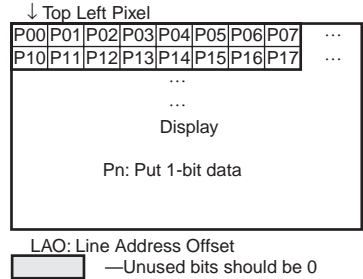 ↓ Top Left Pixel
P00 P01 P02 P03 P04 P05 P06 P07 …
P10 P11 P12 P13 P14 P15 P16 P17 …
…
…
Display
Pn: Put 1-bit data
LAO: Line Address Offset
—Unused bits should be 0